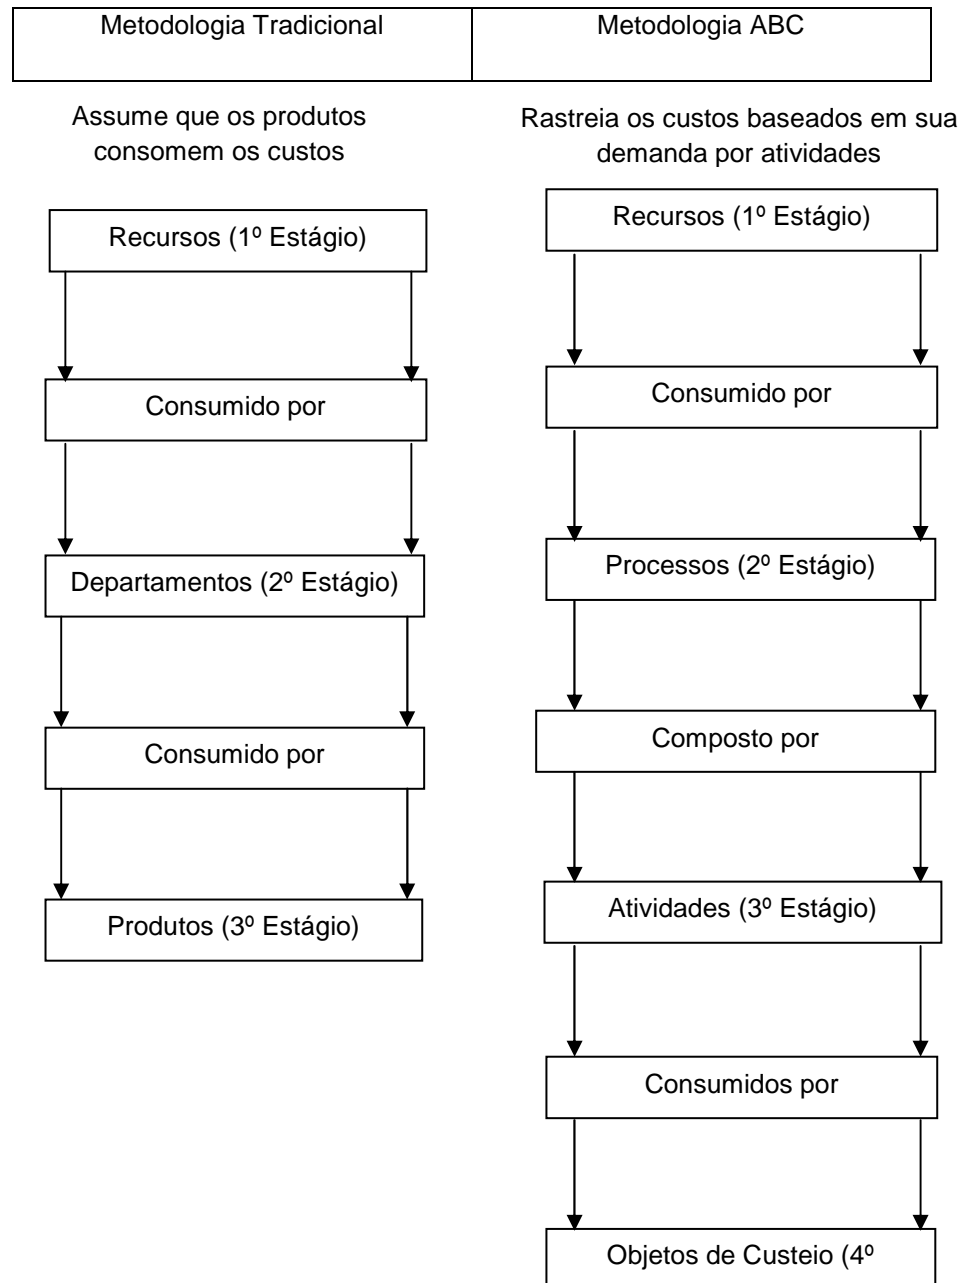 Metodologia Tradicional
Metodologia ABC
Assume que os produtos
consomem os custos
Recursos (1º Estágio)
Consumido por
Departamentos (2º Estágio)
Consumido por
Produtos (3º Estágio)
Rastreia os custos baseados em sua
demanda por atividades
Recursos (1º Estágio)
Consumido por
Processos (2º Estágio)
Composto por
Atividades (3º Estágio)
Consumidos por
Objetos de Custeio (4º